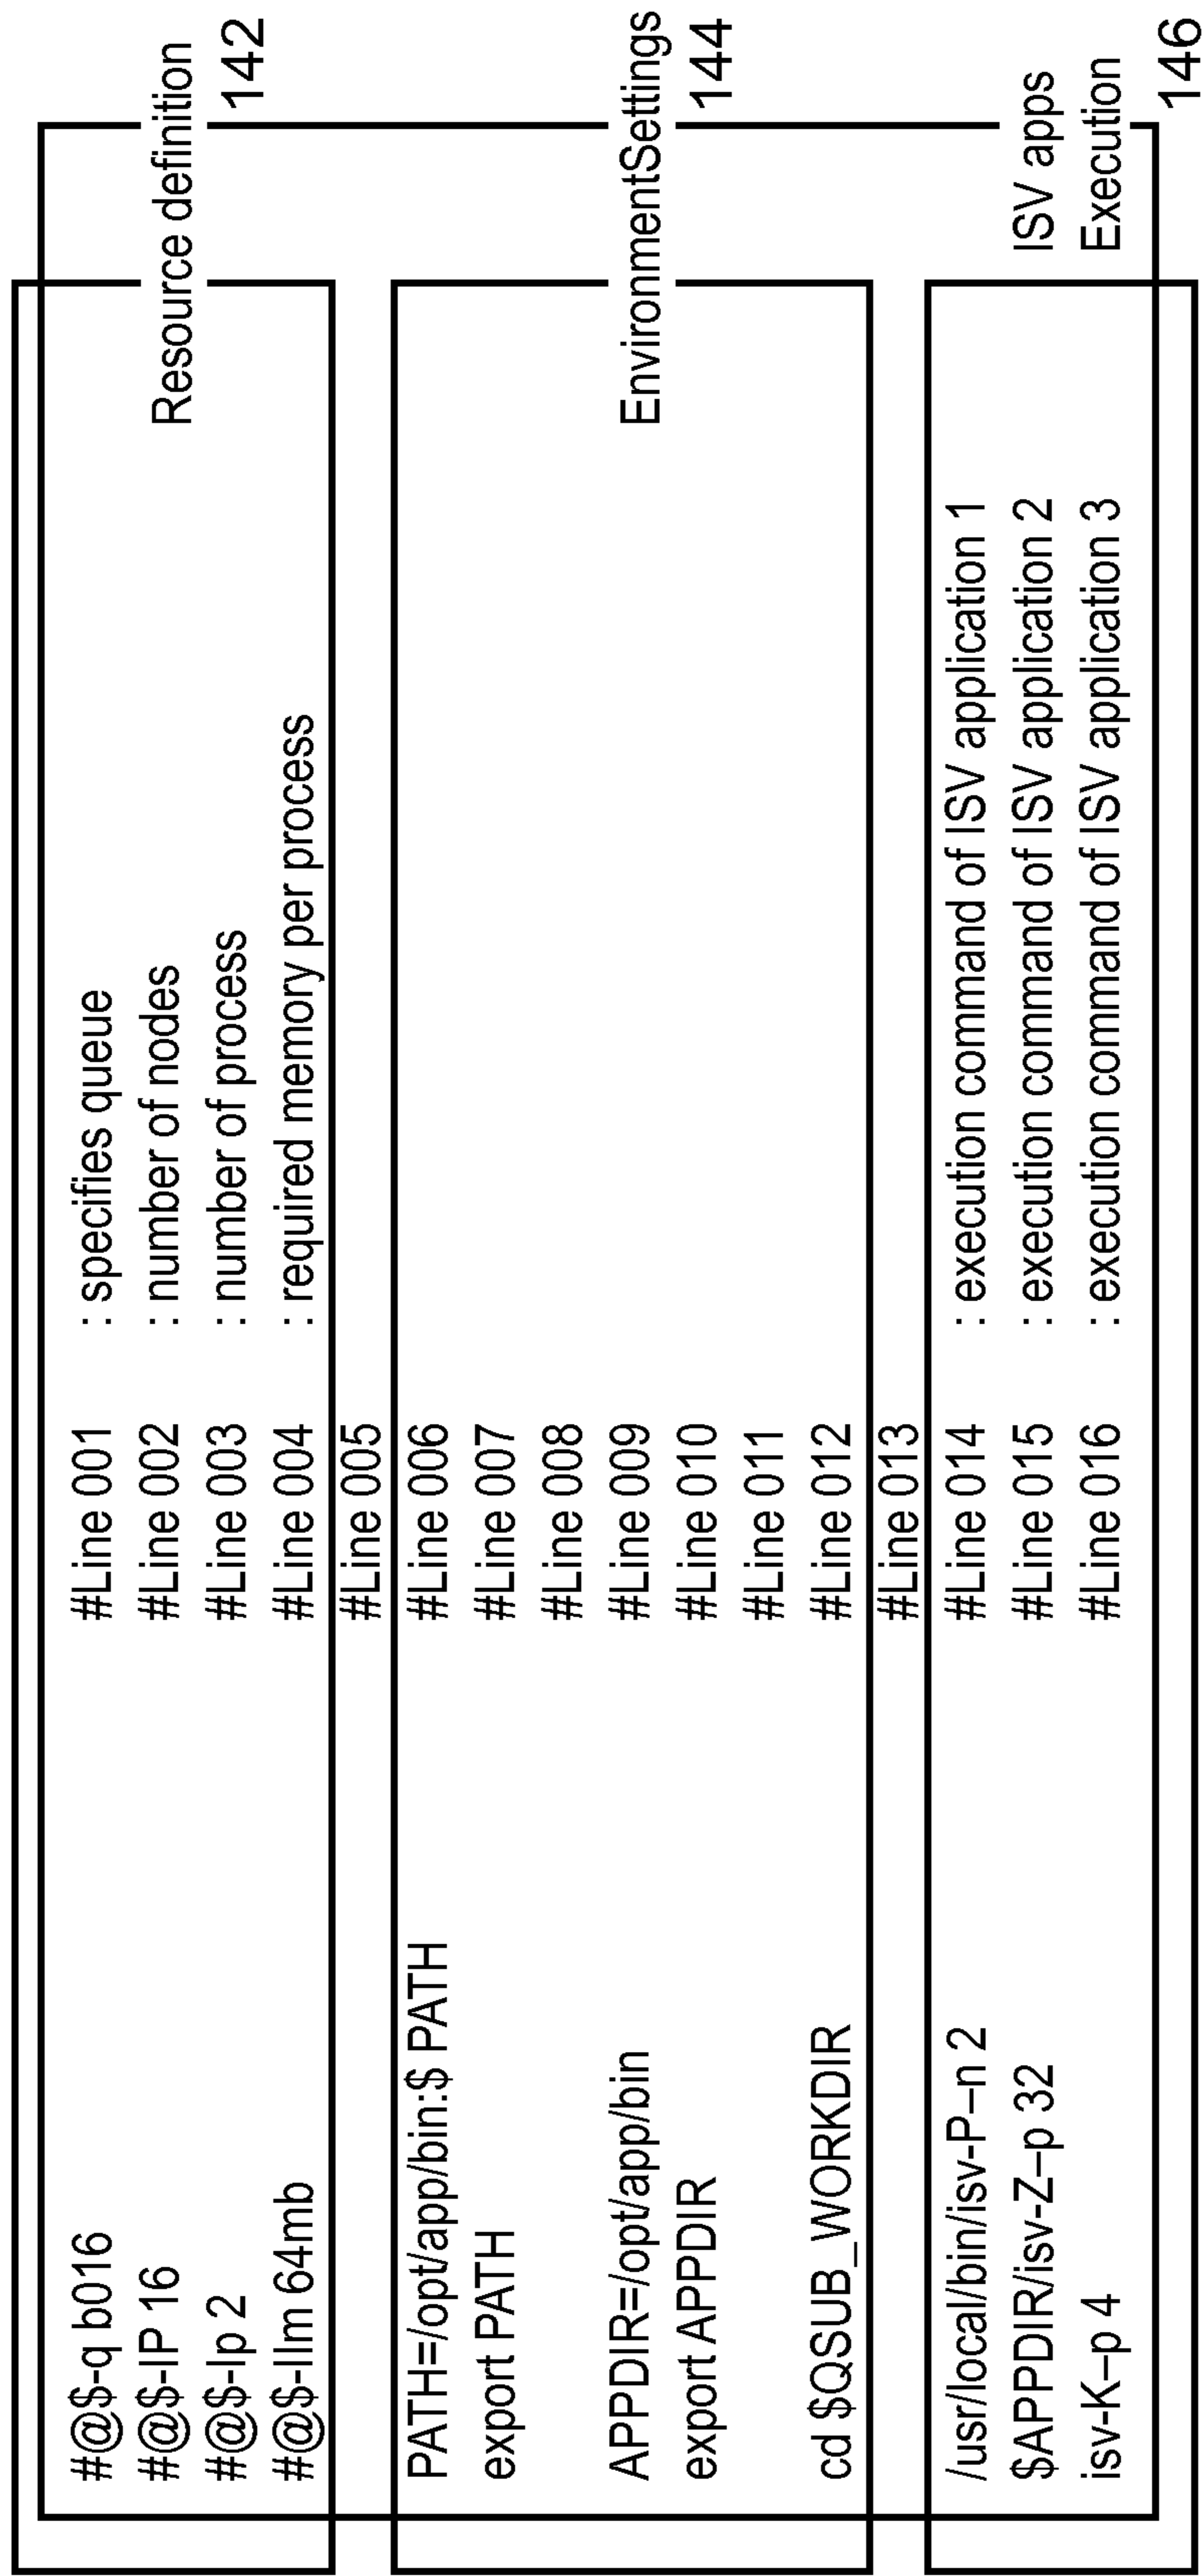 #@$-q b016 #Line 001 : specifies queue
#@$-lP 16 #Line 002 : number of nodes
#@$-lp 2 #Line 003 : number of process
#@$-llm 64mb #Line 004 : required memory per process
Resource definition
142
#Line 005
PATH=/opt/app/bin:$ PATH #Line 006
export PATH #Line 007
#Line 008
APPDIR=/opt/app/bin #Line 009
export APPDIR #Line 010
#Line 011
cd $QSUB_WORKDIR #Line 012
EnvironmentSettings
144
#Line 013
/usr/local/bin/isv-P–n 2 #Line 014 : execution command of ISV application 1
$APPDIR/isv-Z–p 32 #Line 015 : execution command of ISV application 2
isv-K–p 4 #Line 016 : execution command of ISV application 3
ISV apps
Execution
146